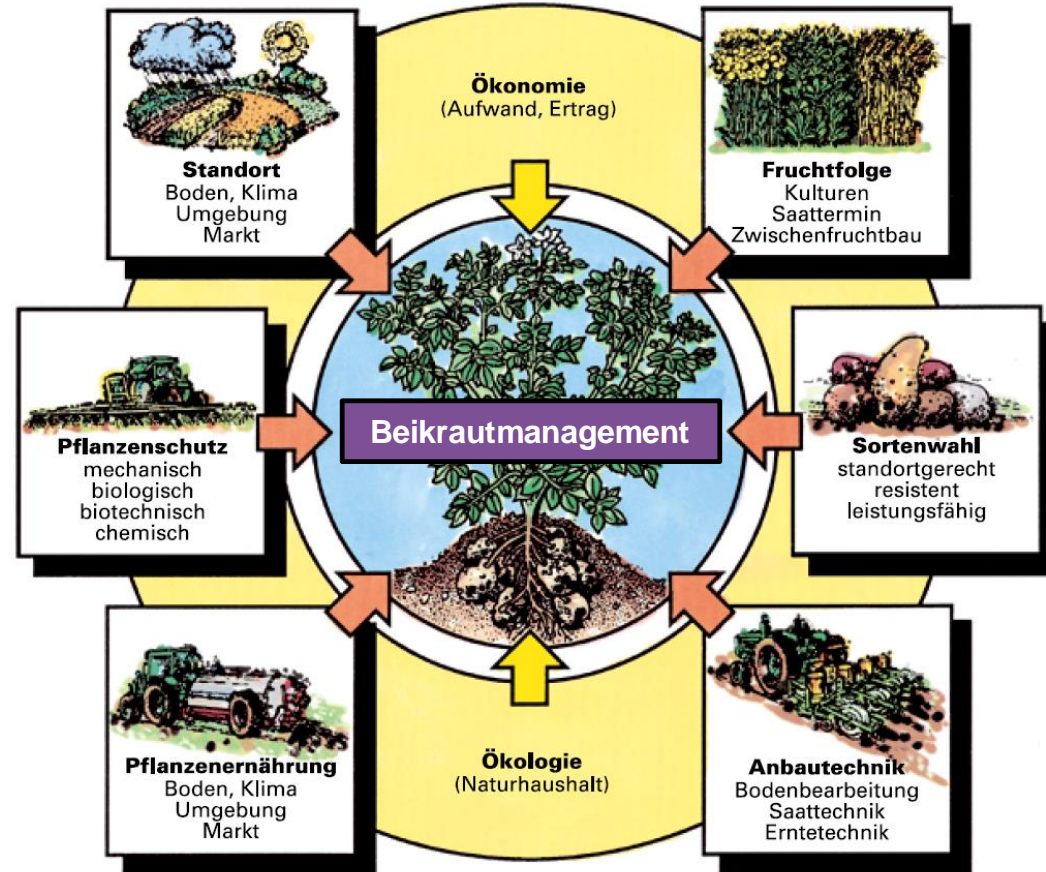 Ökonomie
(Aufwand, Ertrag)
Standort
Boden, Klima
Umgebung
Markt
Fruchtfolge
Kulturen
Saattermin
Zwischenfruchtbau
Pflanzenschutz
mechanisch
biologisch
biotechnisch
chemisch
Beikrautmanagement
Sortenwahl
standortgerecht
resistent
leistungsfähig
Pflanzenernährung
Boden, Klima
Umgebung
Markt
Ökologie
(Naturhaushalt)
Anbautechnik
Bodenbearbeitung
Saattechnik
Erntetechnik